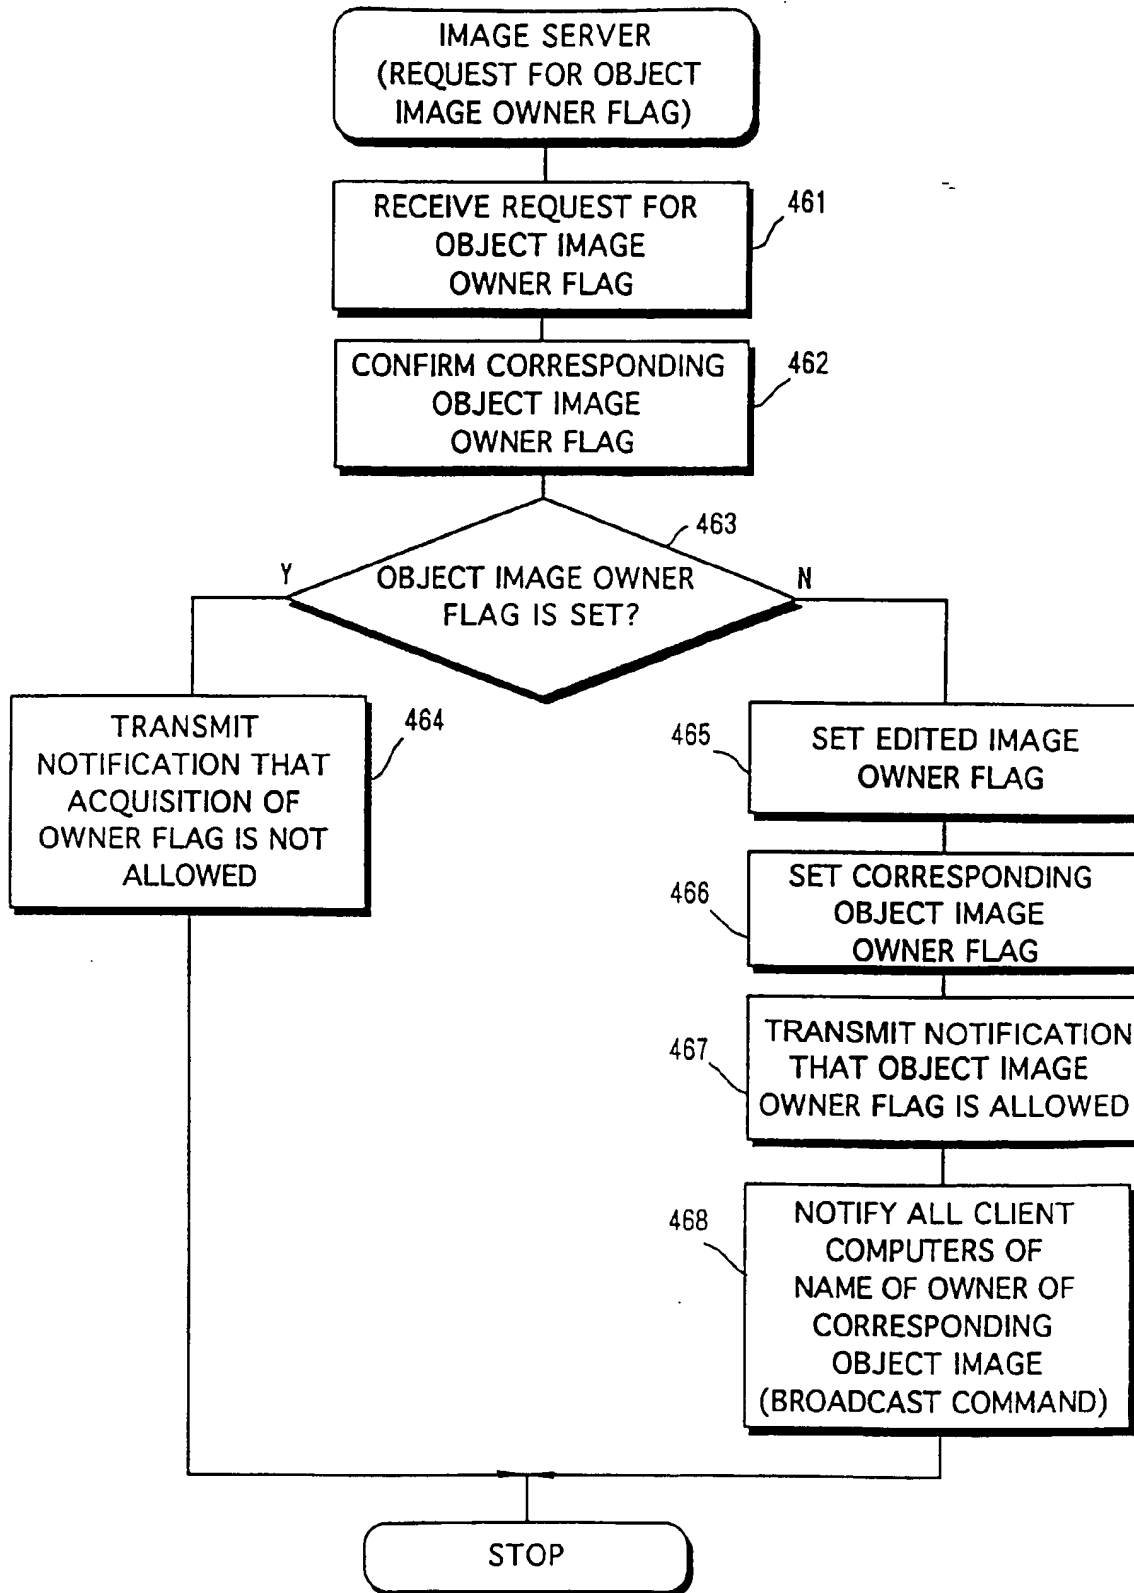 IMAGE SERVER
(REQUEST FOR OBJECT
IMAGE OWNER FLAG)
RECEIVE REQUEST FOR
OBJECT IMAGE
OWNER FLAG
461
CONFIRM CORRESPONDING
OBJECT IMAGE
OWNER FLAG
462
463
Y
OBJECT IMAGE OWNER
FLAG IS SET?
N
TRANSMIT
NOTIFICATION THAT
ACQUISITION OF
OWNER FLAG IS NOT
ALLOWED
464
465
SET EDITED IMAGE
OWNER FLAG
466
SET CORRESPONDING
OBJECT IMAGE
OWNER FLAG
467
TRANSMIT NOTIFICATION
THAT OBJECT IMAGE
OWNER FLAG IS ALLOWED
468
NOTIFY ALL CLIENT
COMPUTERS OF
NAME OF OWNER OF
CORRESPONDING
OBJECT IMAGE
(BROADCAST COMMAND)
STOP